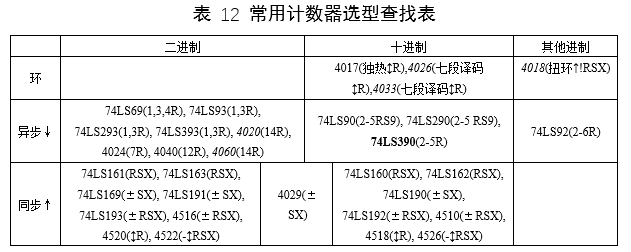 表 12 常用计数器选型查找表
二进制
十进制
其他进制
环
4017(独热↕R),4026(七段译码
↕R),4033(七段译码↕R)
4018(扭环↑!RSX)
异步↓
74LS69(1,3,4R), 74LS93(1,3R),
74LS293(1,3R), 74LS393(1,3R), 4020(14R),
4024(7R), 4040(12R), 4060(14R)
74LS90(2-5RS9), 74LS290(2-5 RS9),
74LS390(2-5R)
74LS92(2-6R)
同步↑
74LS161(RSX), 74LS163(RSX),
74LS169(±SX), 74LS191(±SX),
74LS193(±RSX), 4516(±RSX),
4520(↕R), 4522(-↕RSX)
4029(±
SX)
74LS160(RSX), 74LS162(RSX),
74LS190(±SX),
74LS192(±RSX), 4510(±RSX),
4518(↕R), 4526(-↕RSX)